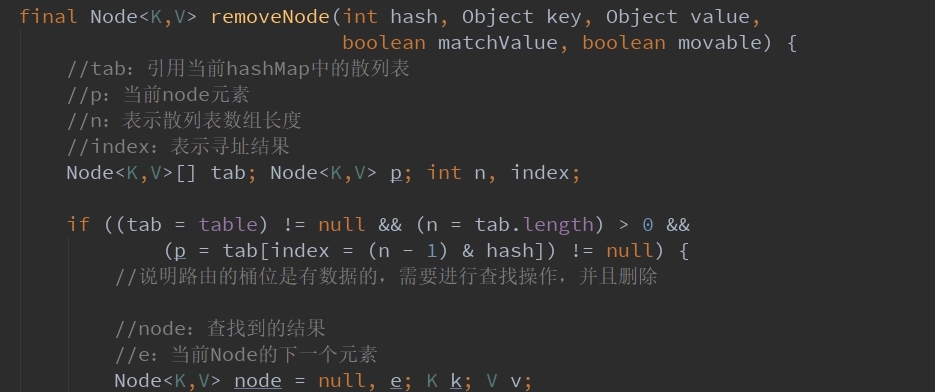 final Node<K,V> removeNode(int hash, Object key, Object value,
boolean matchValue, boolean movable) {
//tab：引用当前hashMap中的散列表
//p：当前node元素
//n：表示散列表数组长度
//index：表示寻址结果
Node<K,V>[] tab; Node<K,V> p; int n, index;
if ((tab = table) != null && (n = tab.length) > 0 &&
(p = tab[index = (n - 1) & hash]) != null) {
//说明路由的桶位是有数据的，需要进行查找操作，并且删除
//node：查找到的结果
//e：当前Node的下一个元素
Node<K,V> node = null, e; K k; V v;